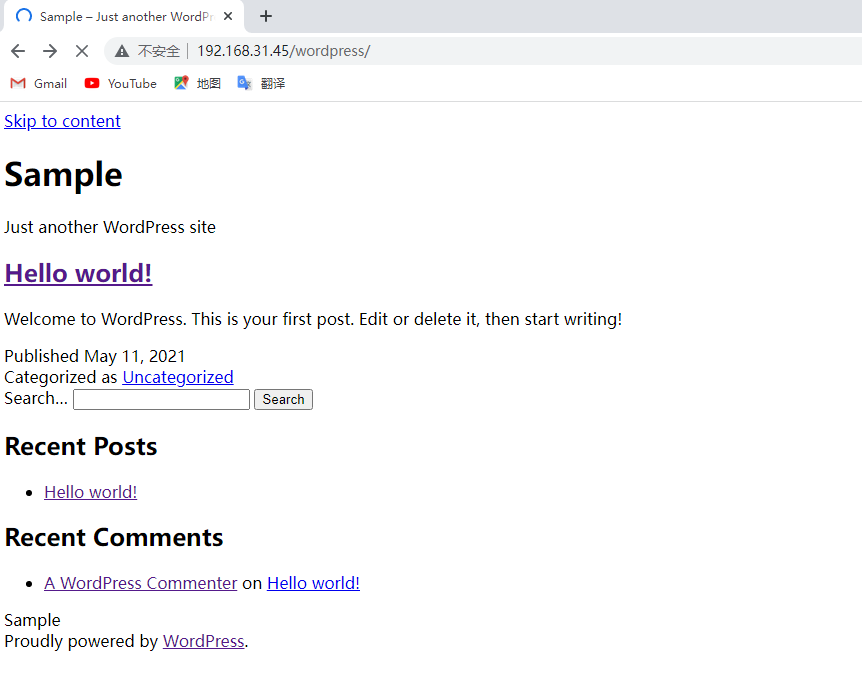 Sample – Just another WordPr
不安全 192.168.31.45/wordpress/
Gmail YouTube 地图 翻译
Skip to content
Sample
Just another WordPress site
Hello world!
Welcome to WordPress. This is your first post. Edit or delete it, then start writing!
Published May 11, 2021
Categorized as Uncategorized
Search… Search
Recent Posts
Hello world!
Recent Comments
A WordPress Commenter on Hello world!
Sample
Proudly powered by WordPress.